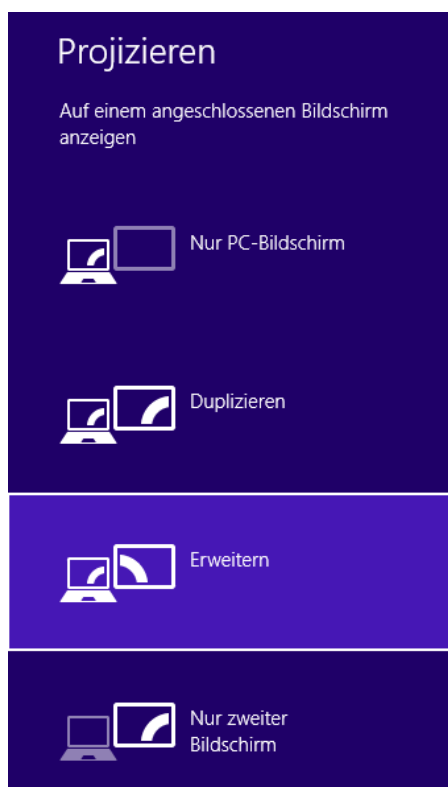 Projizieren
Auf einem angeschlossenen Bildschirm
anzeigen
Nur PC-Bildschirm
Duplizieren
Erweitern
Nur zweiter
Bildschirm